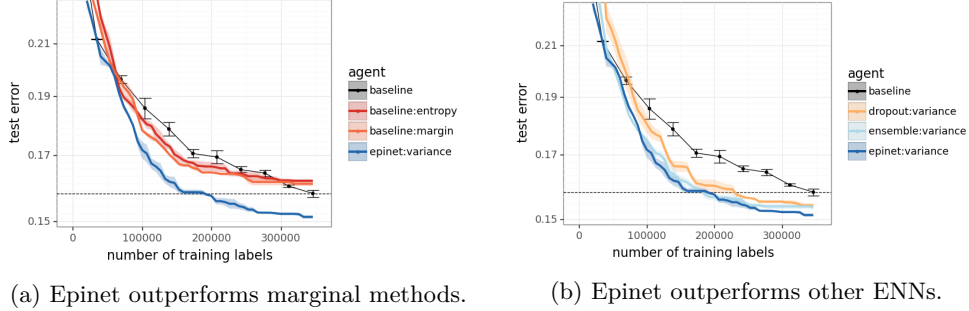 0.21
0.19
0.17
0.15
test error
0 100000 200000 300000
number of training labels
agent
baseline
baseline:entropy
baseline:margin
epinet:variance
(a) Epinet outperforms marginal methods.
0.21
0.19
0.17
0.15
test error
0 100000 200000 300000
number of training labels
agent
baseline
dropout:variance
ensemble:variance
epinet:variance
(b) Epinet outperforms other ENNs.